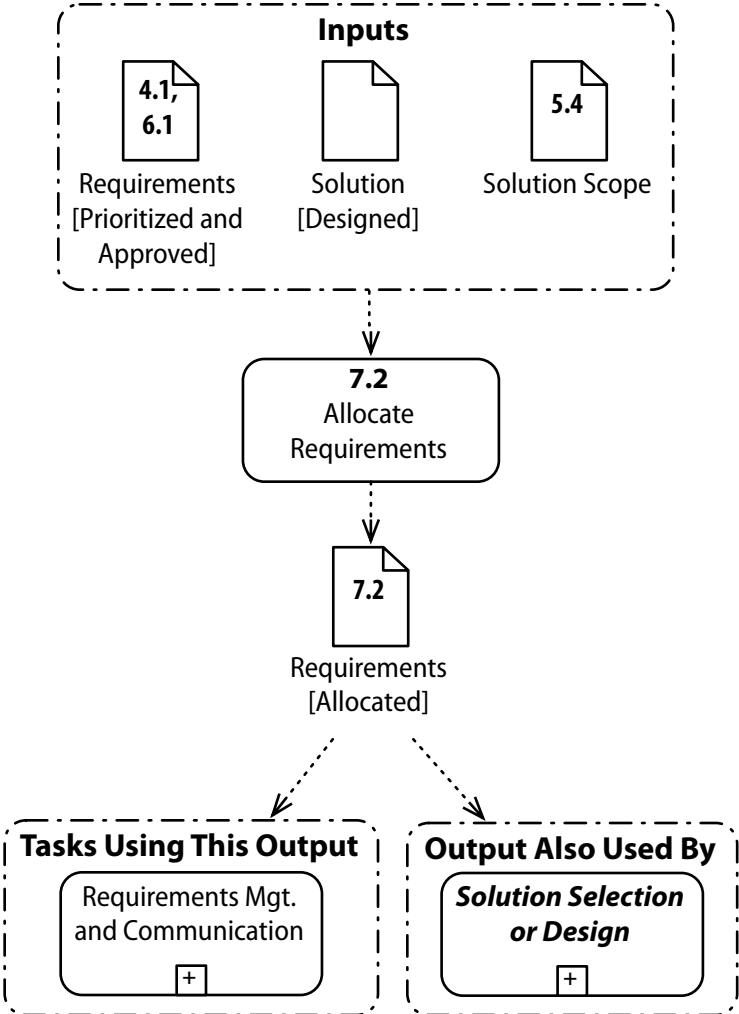 Inputs
4.1,
6.1
5.4
Requirements
[Prioritized and
Approved]
Solution
[Designed]
Solution Scope
7.2
Allocate
Requirements
7.2
Requirements
[Allocated]
Tasks Using This Output
Requirements Mgt.
and Communication
+
Output Also Used By
Solution Selection
or Design
+